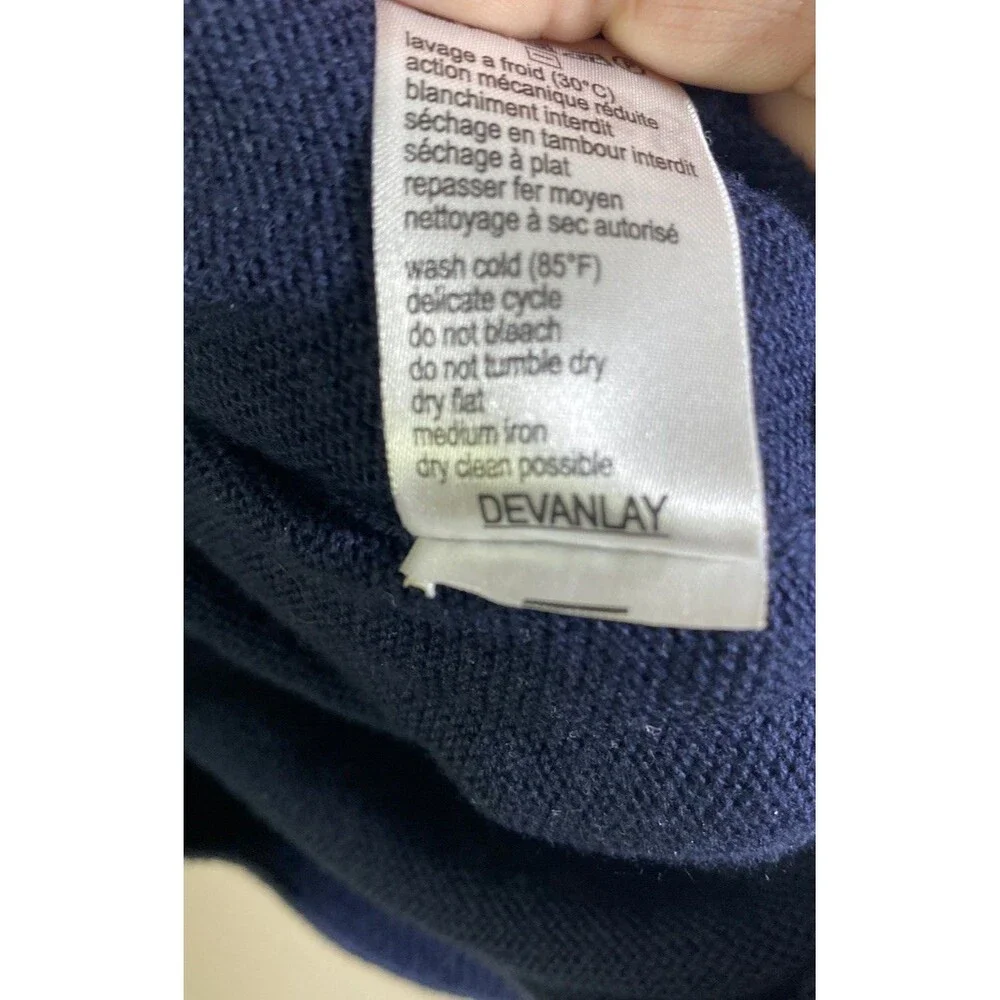 lavage a froid (30°C)
action mécanique réduite
blanchiment interdit
séchage en tambour interdit
séchage à plat
repasser fer moyen
nettoyage à sec autorisé
wash cold (85°F)
delicate cycle
do not bleach
do not tumble dry
dry flat
medium iron
dry clean possible
DEVANLAY